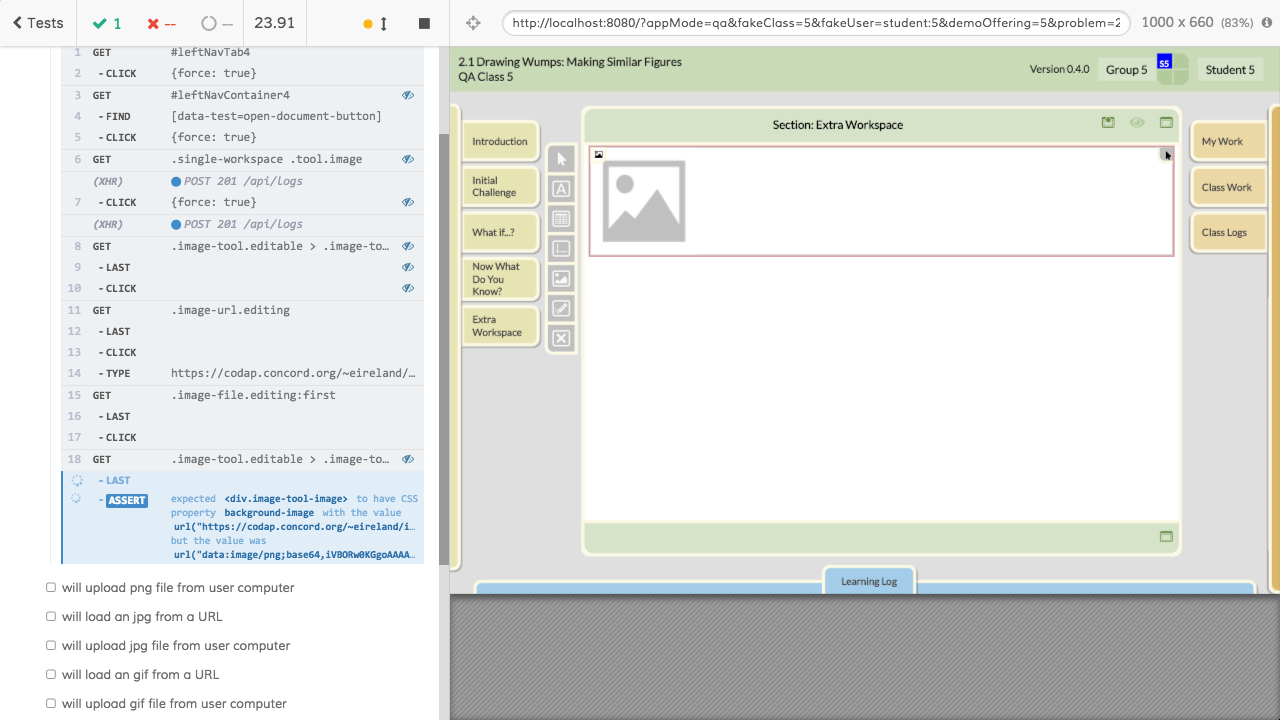 Tests
1
--
--
23.91
http://localhost:8080/?appMode=qa&fakeClass=5&fakeUser=student:5&demoOffering=5&problem=2
1000 x 660 (83%)
1 GET #leftNavTab4
2 - CLICK {force: true}
3 GET #leftNavContainer4
4 - FIND [data-test=open-document-button]
5 - CLICK {force: true}
6 GET .single-workspace .tool.image
(XHR) POST 201 /api/logs
7 - CLICK {force: true}
(XHR) POST 201 /api/logs
8 GET .image-tool.editable > .image-to…
9 - LAST
10 - CLICK
11 GET .image-url.editing
12 - LAST
13 - CLICK
14 - TYPE https://codap.concord.org/~eireland/…
15 GET .image-file.editing:first
16 - LAST
17 - CLICK
18 GET .image-tool.editable > .image-to…
- LAST
- ASSERT expected <div.image-tool-image> to have CSS
property background-image with the value
url("https://codap.concord.org/~eireland/i…
but the value was
url("data:image/png;base64,iVBORw0KGgoAAAA…
will upload png file from user computer
will load an jpg from a URL
will upload jpg file from user computer
will load an gif from a URL
will upload gif file from user computer
2.1 Drawing Wumps: Making Similar Figures
QA Class 5
Version 0.4.0
Group 5
S5
Student 5
Introduction
Initial
Challenge
What if...?
Now What
Do You
Know?
Extra
Workspace
A
Section: Extra Workspace
My Work
Class Work
Class Logs
Learning Log